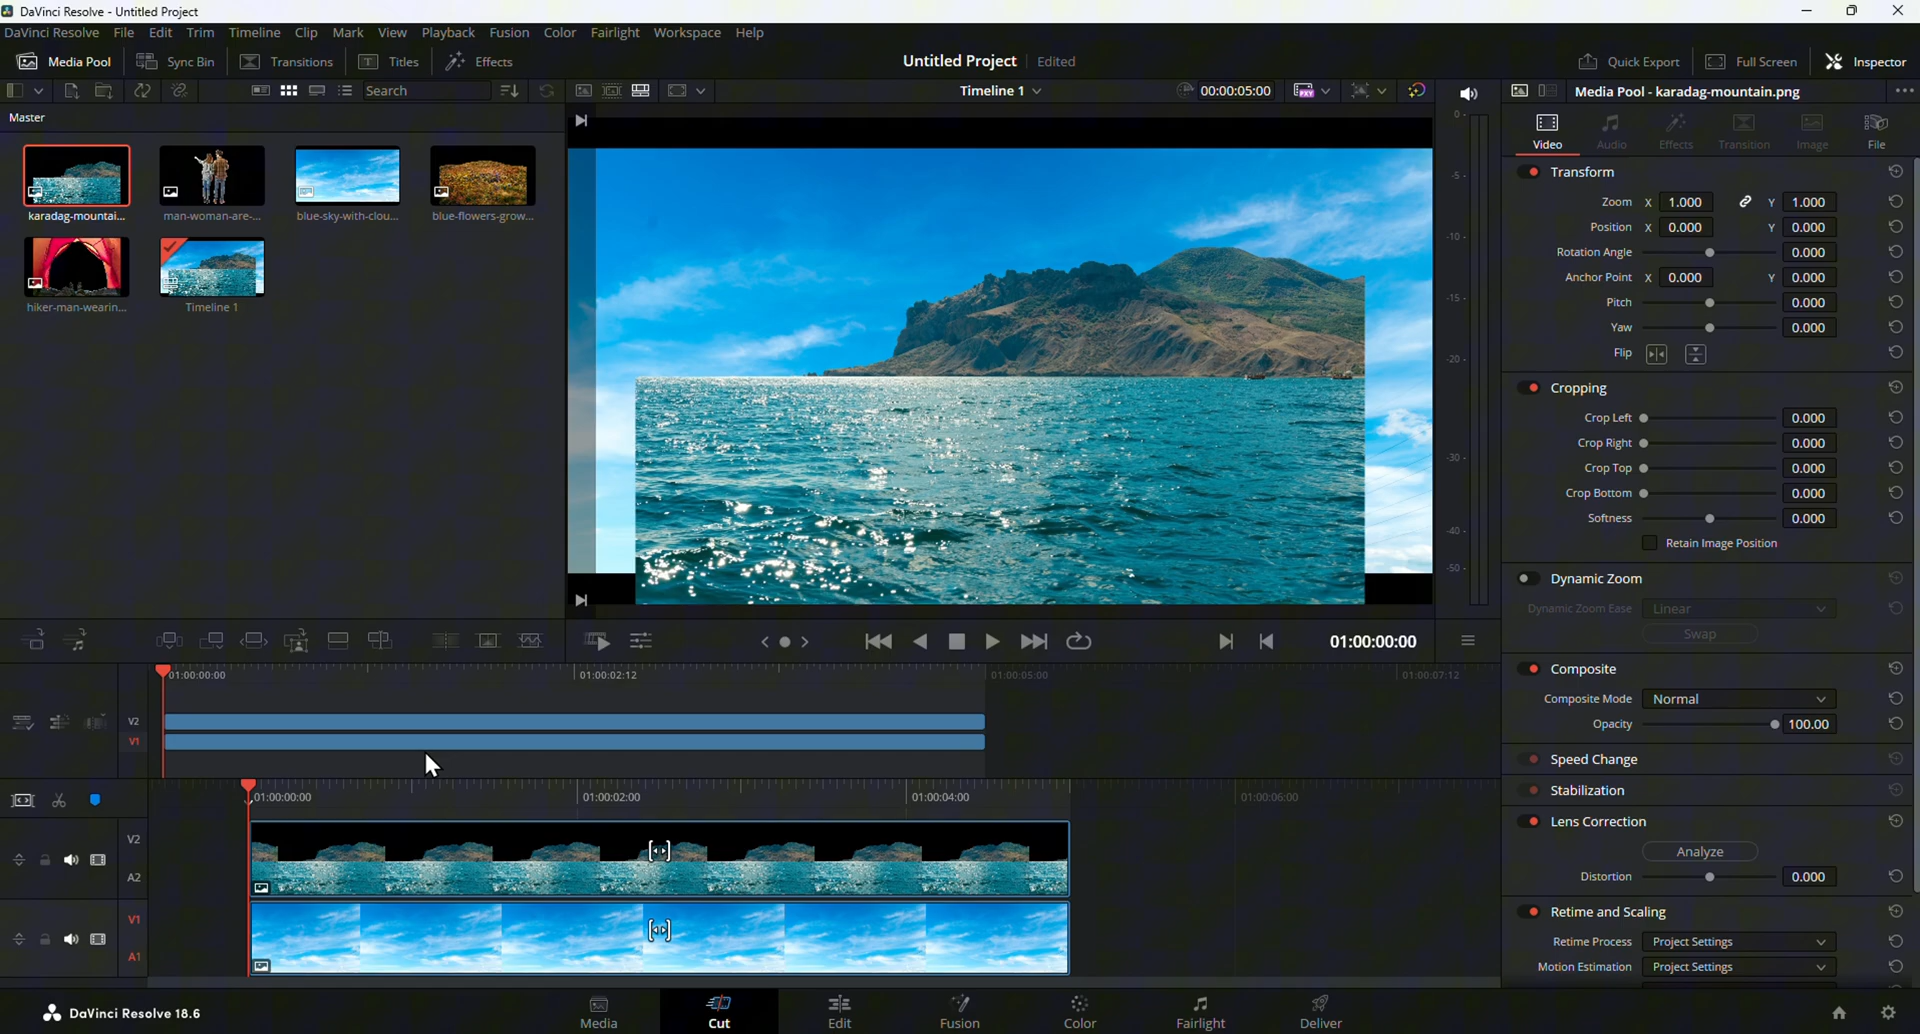 DaVinci Resolve - Untitled Project
DaVinci Resolve File Edit Trim Timeline Clip Mark View Playback Fusion Color Fairlight Workspace Help
Media Pool Sync Bin Transitions Titles Effects Untitled Project Edited Quick Export Full Screen Inspector
Search Timeline 1 00:00:05:00 PXY Media Pool - karadag-mountain.png
Master
Video Audio Effects Transition Image File
karadag-mountai... man-woman-are-... blue-sky-with-clou... blue-flowers-grow...
hiker-man-wearin... Timeline 1
0
-5
-10
-15
-20
-30
-40
-50
Transform
Zoom X 1.000 Y 1.000
Position X 0.000 Y 0.000
Rotation Angle 0.000
Anchor Point X 0.000 Y 0.000
Pitch 0.000
Yaw 0.000
Flip
Cropping
Crop Left 0.000
Crop Right 0.000
Crop Top 0.000
Crop Bottom 0.000
Softness 0.000
Retain Image Position
Dynamic Zoom
Dynamic Zoom Ease Linear
Swap
Composite
Composite Mode Normal
Opacity 100.00
Speed Change
Stabilization
Lens Correction
Analyze
Distortion 0.000
Retime and Scaling
Retime Process Project Settings
Motion Estimation Project Settings
01:00:00:00
01:00:00:00 01:00:02:12 01:00:05:00 01:00:07:12
V2
V1
01:00:00:00 01:00:02:00 01:00:04:00 01:00:06:00
V2
A2
V1
A1
DaVinci Resolve 18.6
Media Cut Edit Fusion Color Fairlight Deliver